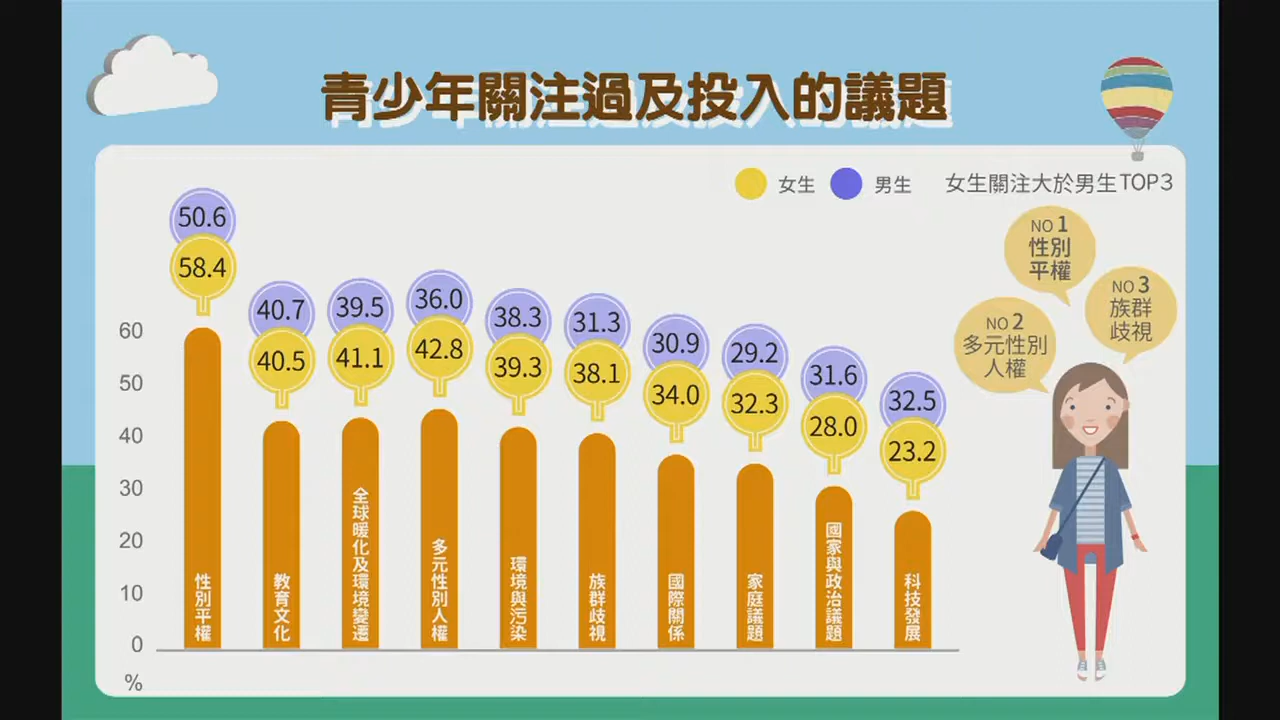 青少年關注過及投入的議題
女生
男生
女生關注大於男生TOP3
NO 1
性別
平權
NO 2
多元性別
人權
NO 3
族群
歧視
50.6
58.4
40.7
40.5
39.5
41.1
36.0
42.8
38.3
39.3
31.3
38.1
30.9
34.0
29.2
32.3
31.6
28.0
32.5
23.2
60
50
40
30
20
10
0
%
性別平權
教育文化
全球暖化及環境變遷
多元性別人權
環境與污染
族群歧視
國際關係
家庭議題
國家與政治議題
科技發展